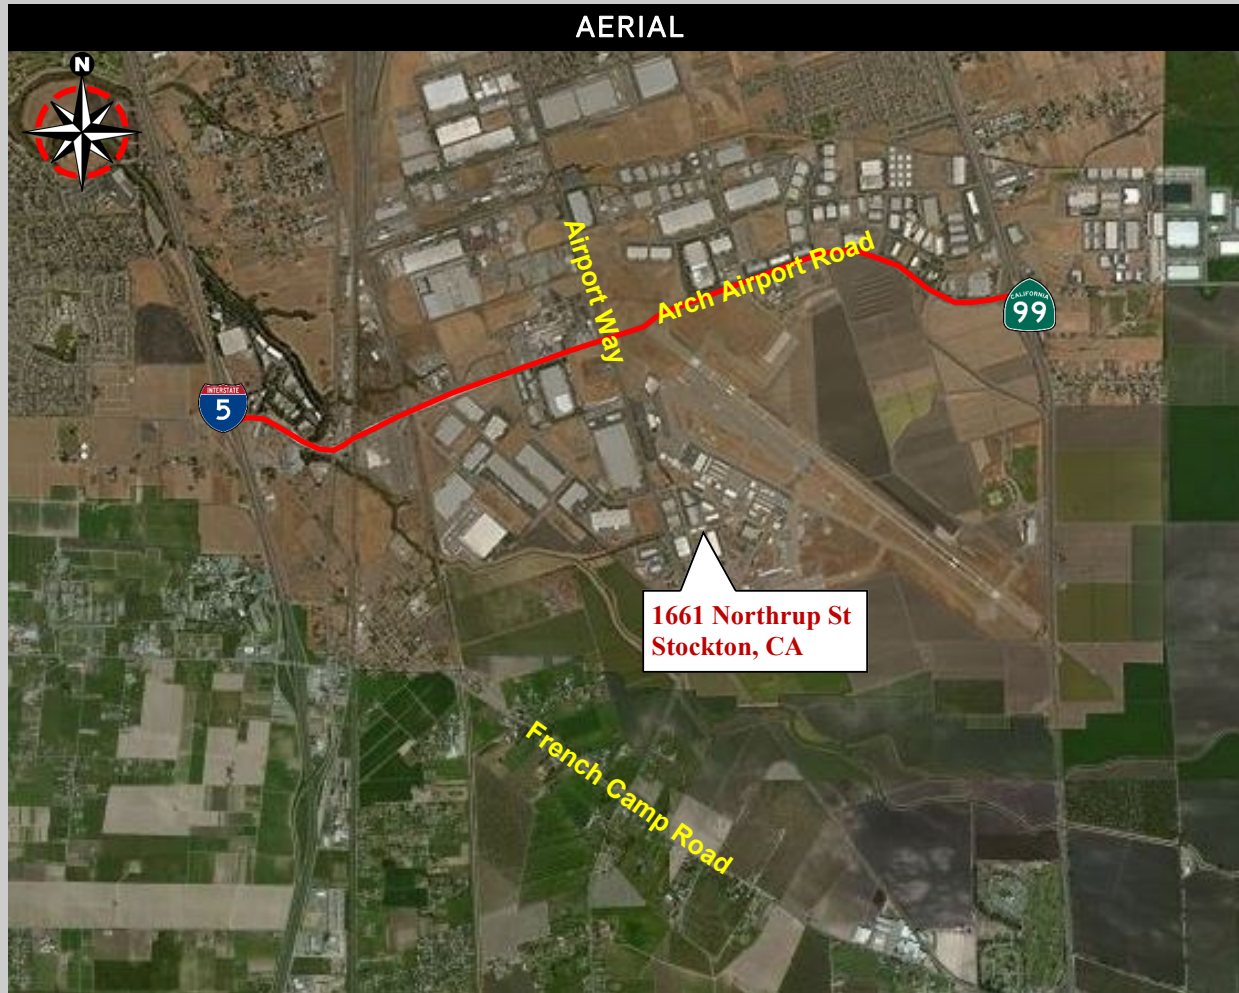 AERIAL
N
Airport Way
Arch Airport Road
CALIFORNIA
99
INTERSTATE
5
1661 Northrup St
Stockton, CA
French Camp Road